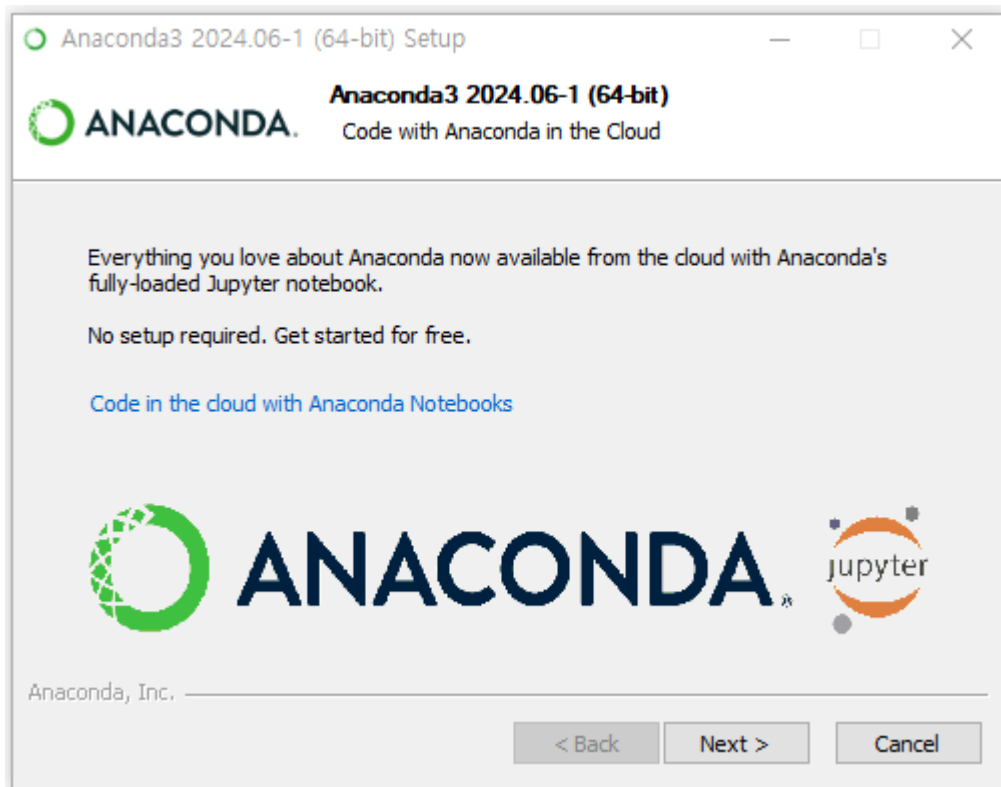 Anaconda3 2024.06-1 (64-bit) Setup
ANACONDA.
Anaconda3 2024.06-1 (64-bit)
Code with Anaconda in the Cloud
Everything you love about Anaconda now available from the cloud with Anaconda's
fully-loaded Jupyter notebook.
No setup required. Get started for free.
Code in the cloud with Anaconda Notebooks
ANACONDA.®
jupyter
Anaconda, Inc.
< Back
Next >
Cancel